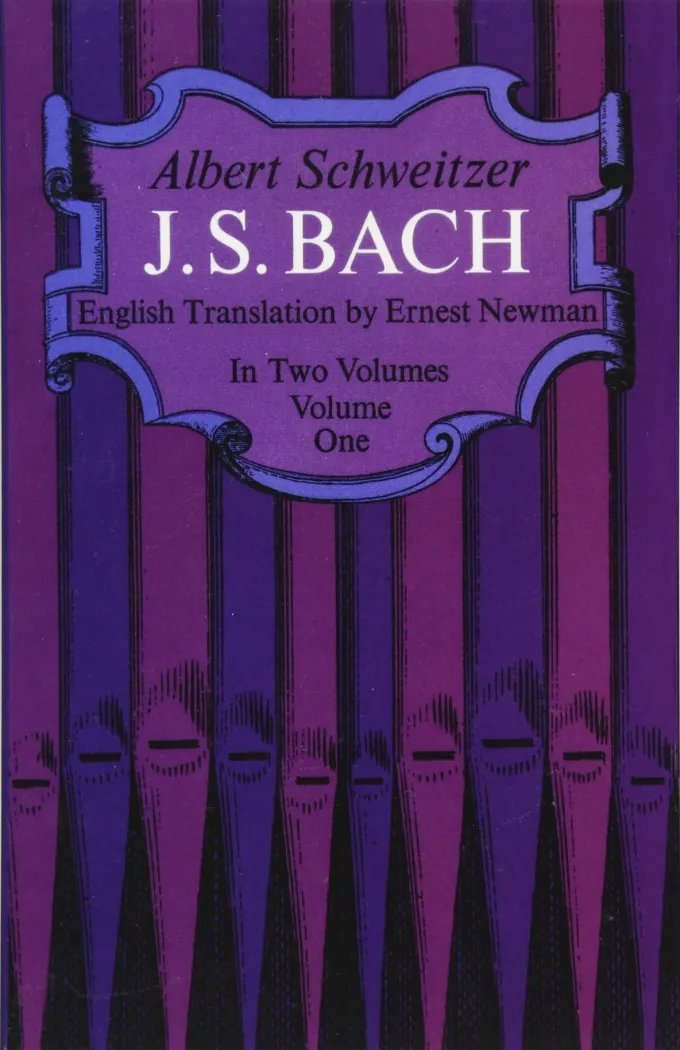 Albert Schweitzer
J.S.BACH
English Translation by Ernest Newman
In Two Volumes
Volume
One